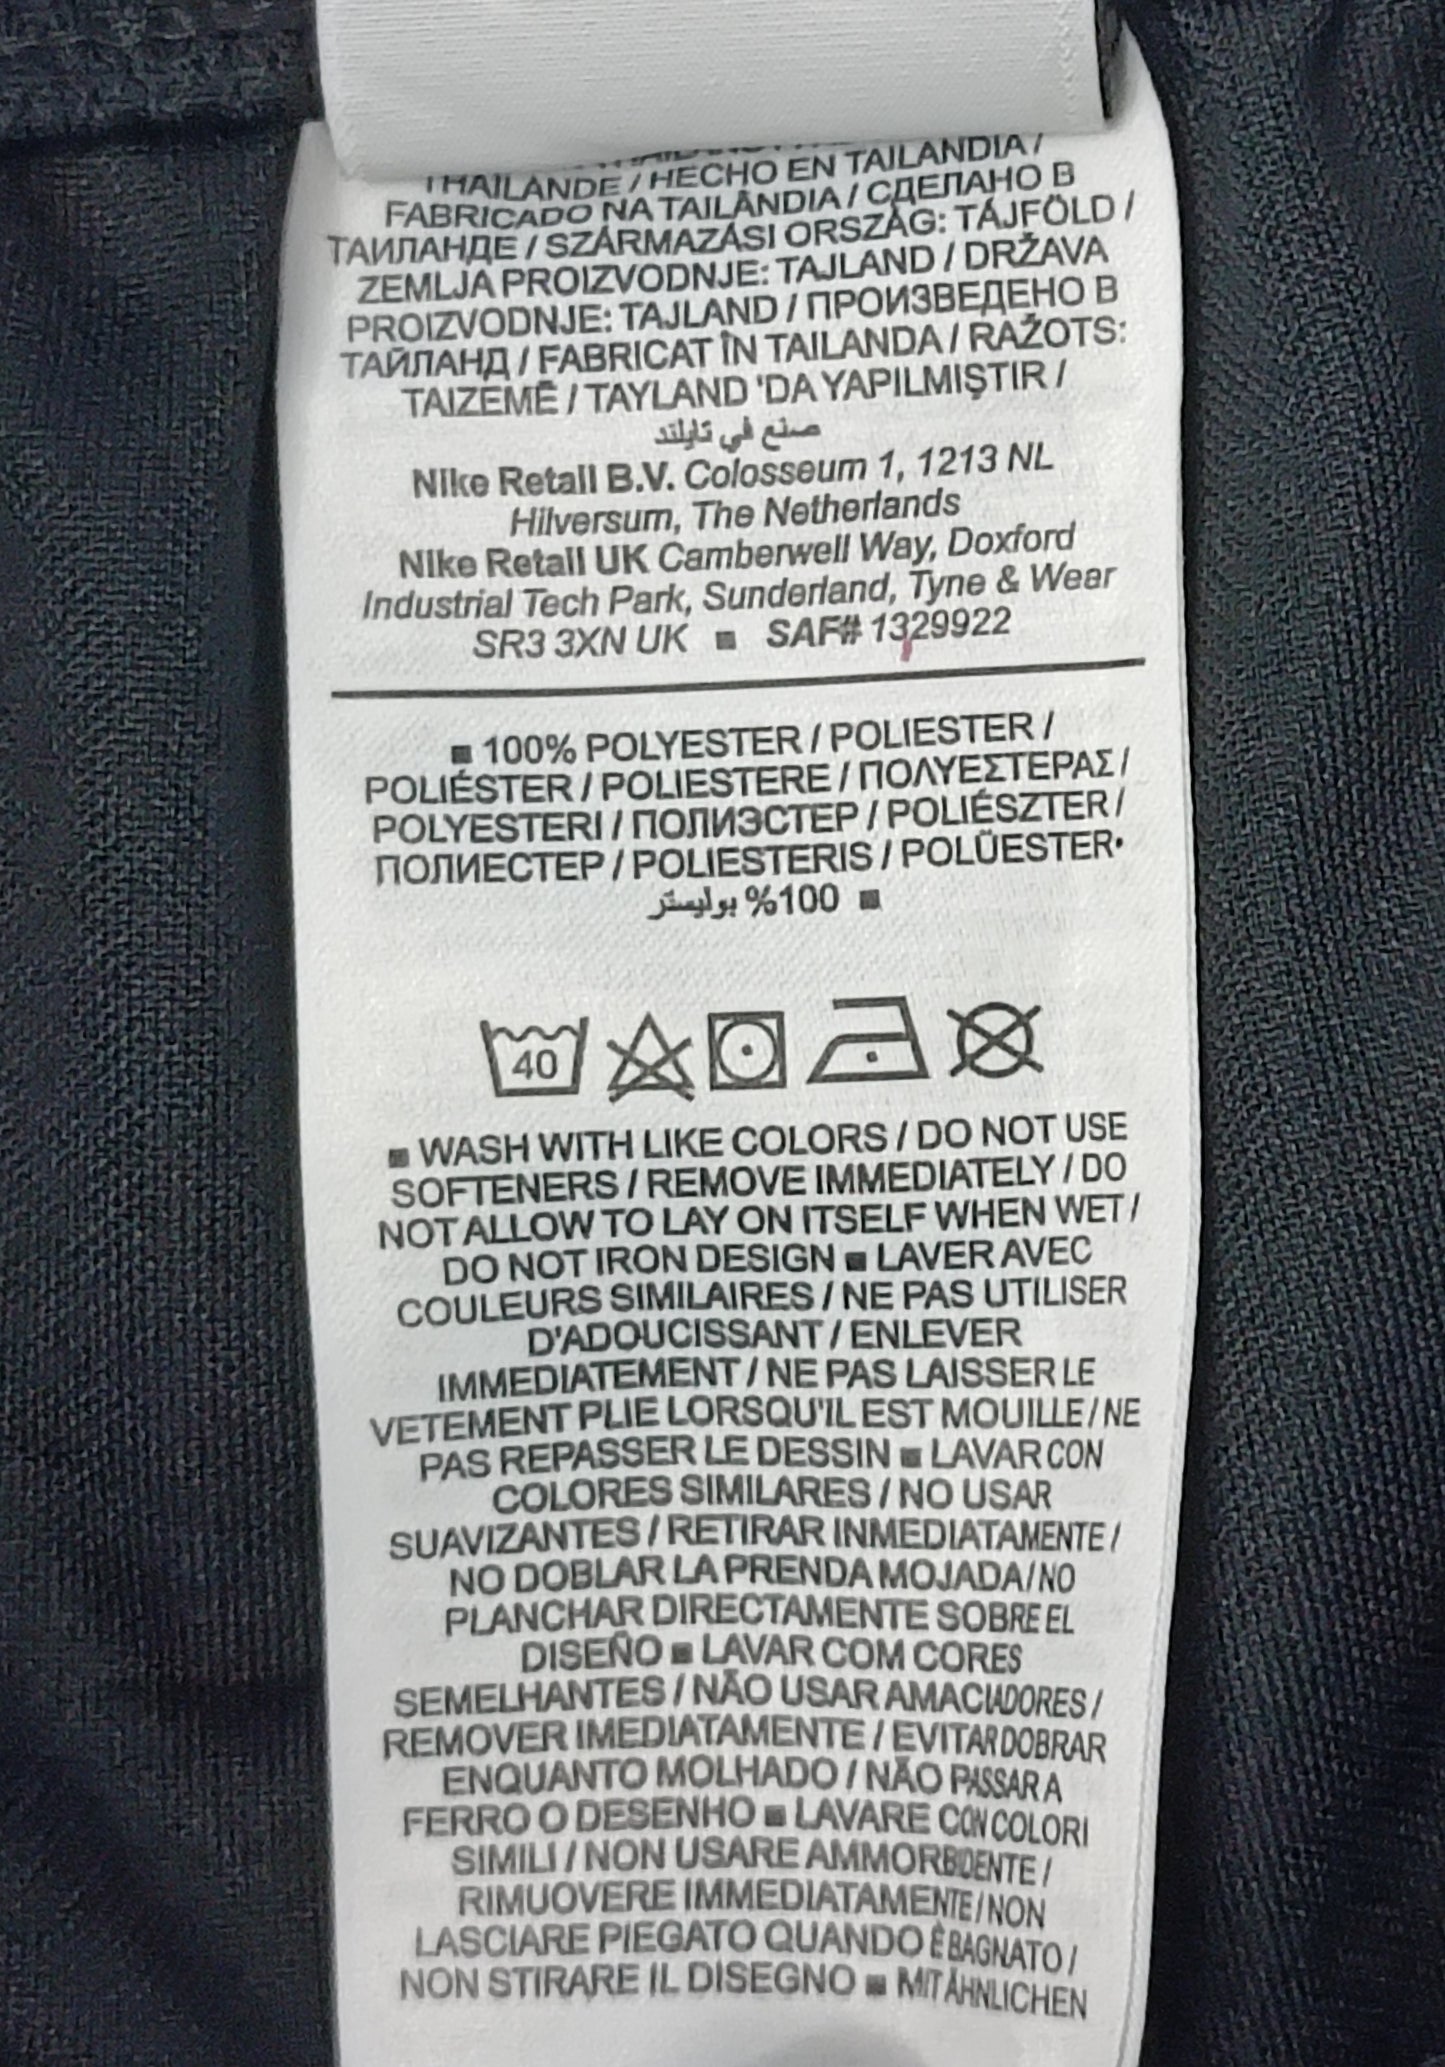 THAILANDE / HECHO EN TAILANDIA /
FABRICADO NA TAILÂNDIA / СДЕЛАНО В
ТАИЛАНДЕ / SZÁRMAZÁSI ORSZÁG: TÁJFÖLD /
ZEMLJA PROIZVODNJE: TAJLAND / DRŽAVA
PROIZVODNJE: TAJLAND / ПРОИЗВЕДЕНО В
ТАЙЛАНД / FABRICAT ÎN TAILANDA / RAŽOTS:
TAIZEMĒ / TAYLAND 'DA YAPILMIŞTIR /
صنع في تايلند
Nike Retail B.V. Colosseum 1, 1213 NL
Hilversum, The Netherlands
Nike Retail UK Camberwell Way, Doxford
Industrial Tech Park, Sunderland, Tyne & Wear
SR3 3XN UK ■ SAF# 1329922
■ 100% POLYESTER / POLIESTER /
POLIÉSTER / POLIESTERE / ΠΟΛΥΕΣΤΕΡΑΣ /
POLYESTERI / ПОЛИЭСТЕР / POLIÉSZTER /
ПОЛИЕСТЕР / POLIESTERIS / POLÜESTER•
■ 100% بوليستر
40
■ WASH WITH LIKE COLORS / DO NOT USE
SOFTENERS / REMOVE IMMEDIATELY / DO
NOT ALLOW TO LAY ON ITSELF WHEN WET /
DO NOT IRON DESIGN ■ LAVER AVEC
COULEURS SIMILAIRES / NE PAS UTILISER
D'ADOUCISSANT / ENLEVER
IMMEDIATEMENT / NE PAS LAISSER LE
VETEMENT PLIE LORSQU'IL EST MOUILLE / NE
PAS REPASSER LE DESSIN ■ LAVAR CON
COLORES SIMILARES / NO USAR
SUAVIZANTES / RETIRAR INMEDIATAMENTE /
NO DOBLAR LA PRENDA MOJADA / NO
PLANCHAR DIRECTAMENTE SOBRE EL
DISEÑO ■ LAVAR COM CORES
SEMELHANTES / NÃO USAR AMACIADORES /
REMOVER IMEDIATAMENTE / EVITAR DOBRAR
ENQUANTO MOLHADO / NÃO PASSAR A
FERRO O DESENHO ■ LAVARE CON COLORI
SIMILI / NON USARE AMMORBIDENTE /
RIMUOVERE IMMEDIATAMENTE / NON
LASCIARE PIEGATO QUANDO È BAGNATO /
NON STIRARE IL DISEGNO ■ MIT ÄHNLICHEN